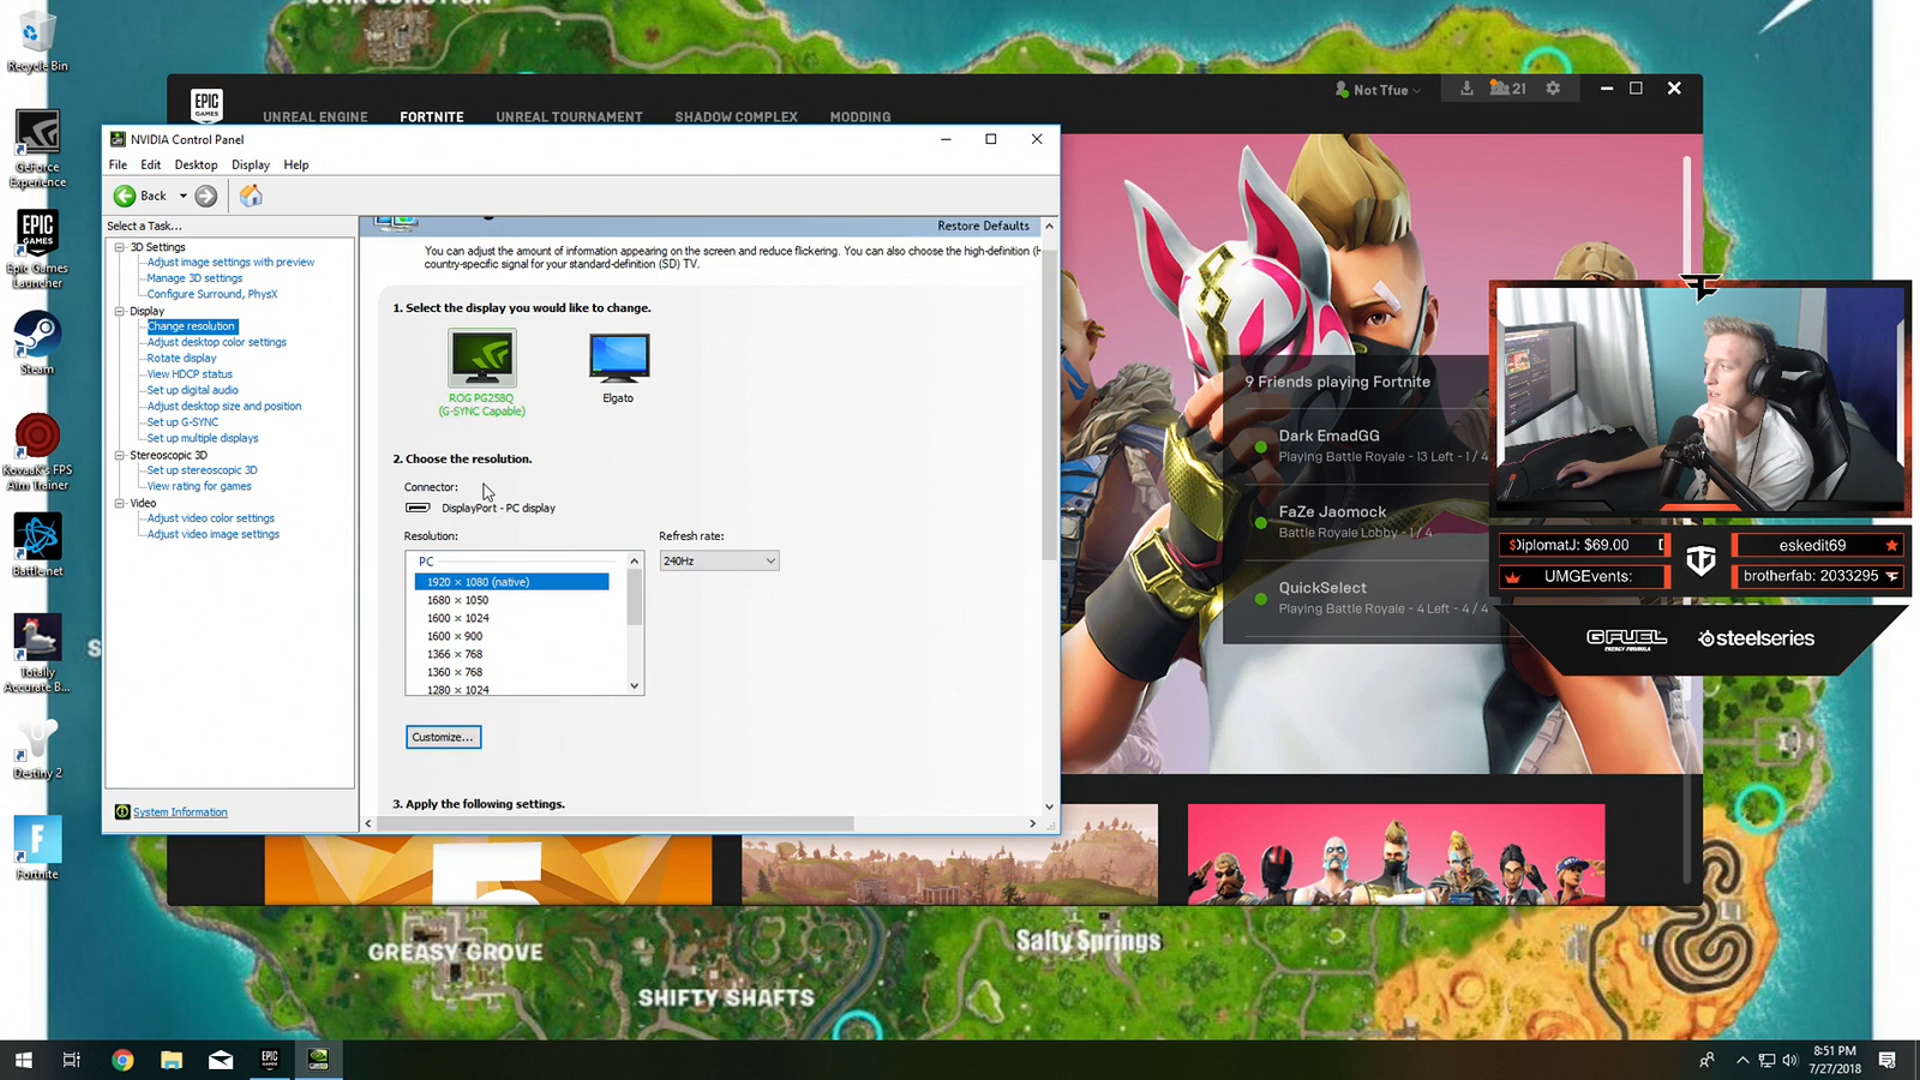 Recycle Bin
GeForce
Experience
EPIC
GAMES
Epic Games
Launcher
Steam
KovaaK's FPS
Aim Trainer
Battle.net
Totally
Accurate B...
Destiny 2
Fortnite
EPIC
GAMES
UNREAL ENGINE
FORTNITE
UNREAL TOURNAMENT
SHADOW COMPLEX
MODDING
Not Tfue
21
NVIDIA Control Panel
File
Edit
Desktop
Display
Help
Back
Select a Task...
3D Settings
Adjust image settings with preview
Manage 3D settings
Configure Surround, PhysX
Display
Change resolution
Adjust desktop color settings
Rotate display
View HDCP status
Set up digital audio
Adjust desktop size and position
Set up G-SYNC
Set up multiple displays
Stereoscopic 3D
Set up stereoscopic 3D
View rating for games
Video
Adjust video color settings
Adjust video image settings
System Information
Restore Defaults
You can adjust the amount of information appearing on the screen and reduce flickering. You can also choose the high-definition (H
country-specific signal for your standard-definition (SD) TV.
1. Select the display you would like to change.
ROG PG258Q
(G-SYNC Capable)
Elgato
2. Choose the resolution.
Connector:
DisplayPort - PC display
Resolution:
Refresh rate:
PC
240Hz
1920 × 1080 (native)
1680 × 1050
1600 × 1024
1600 × 900
1366 × 768
1360 × 768
1280 × 1024
Customize...
3. Apply the following settings.
9 Friends playing Fortnite
Dark EmadGG
Playing Battle Royale - 13 Left - 1 / 4
FaZe Jaomock
Battle Royale Lobby - 1 / 4
QuickSelect
Playing Battle Royale - 4 Left - 4 / 4
DiplomatJ: $69.00
eskedit69
UMGEvents:
brotherfab: 2033295
G FUEL
ENERGY FORMULA
steelseries
5
GREASY GROVE
Salty Springs
SHIFTY SHAFTS
EPIC
GAMES
8:51 PM
7/27/2018